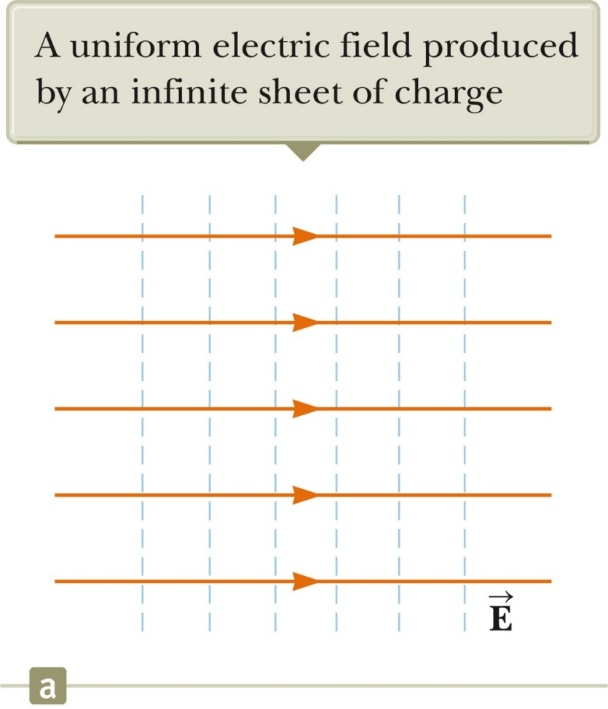 A uniform electric field produced
by an infinite sheet of charge
E
a